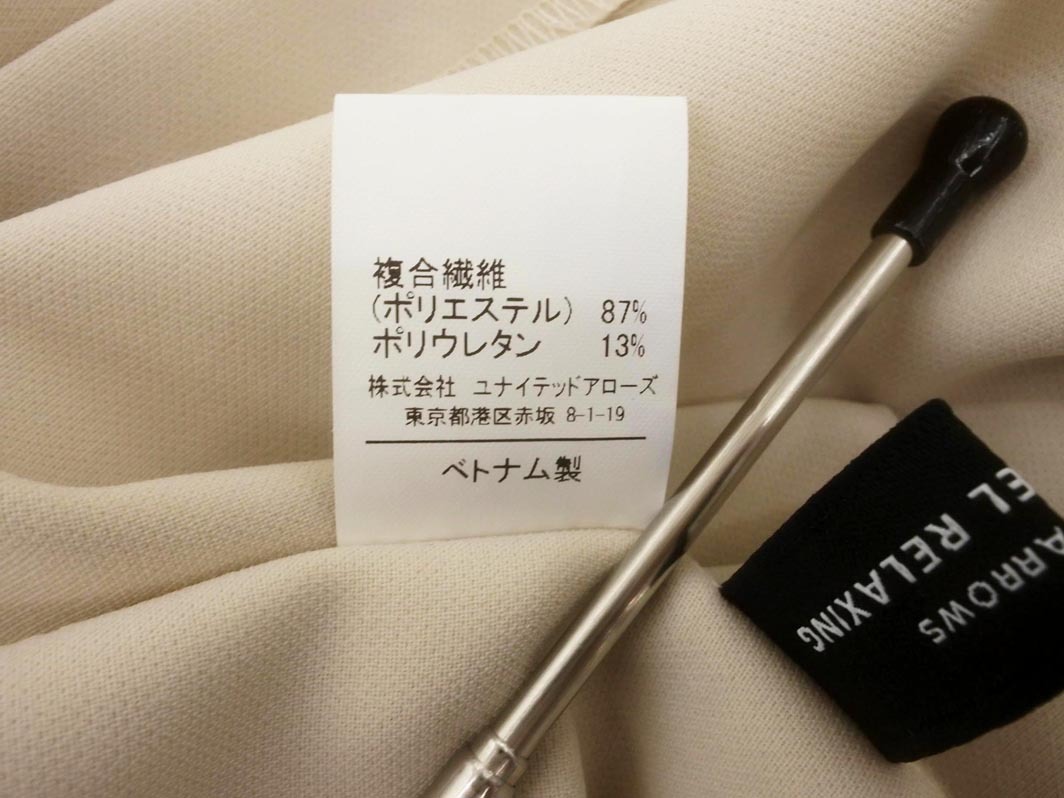 複合繊維
(ポリエステル) 87%
ポリウレタン 13%
株式会社 ユナイテッドアローズ
東京都港区赤坂 8-1-19
ベトナム製
ARROWS
EL RELAXING